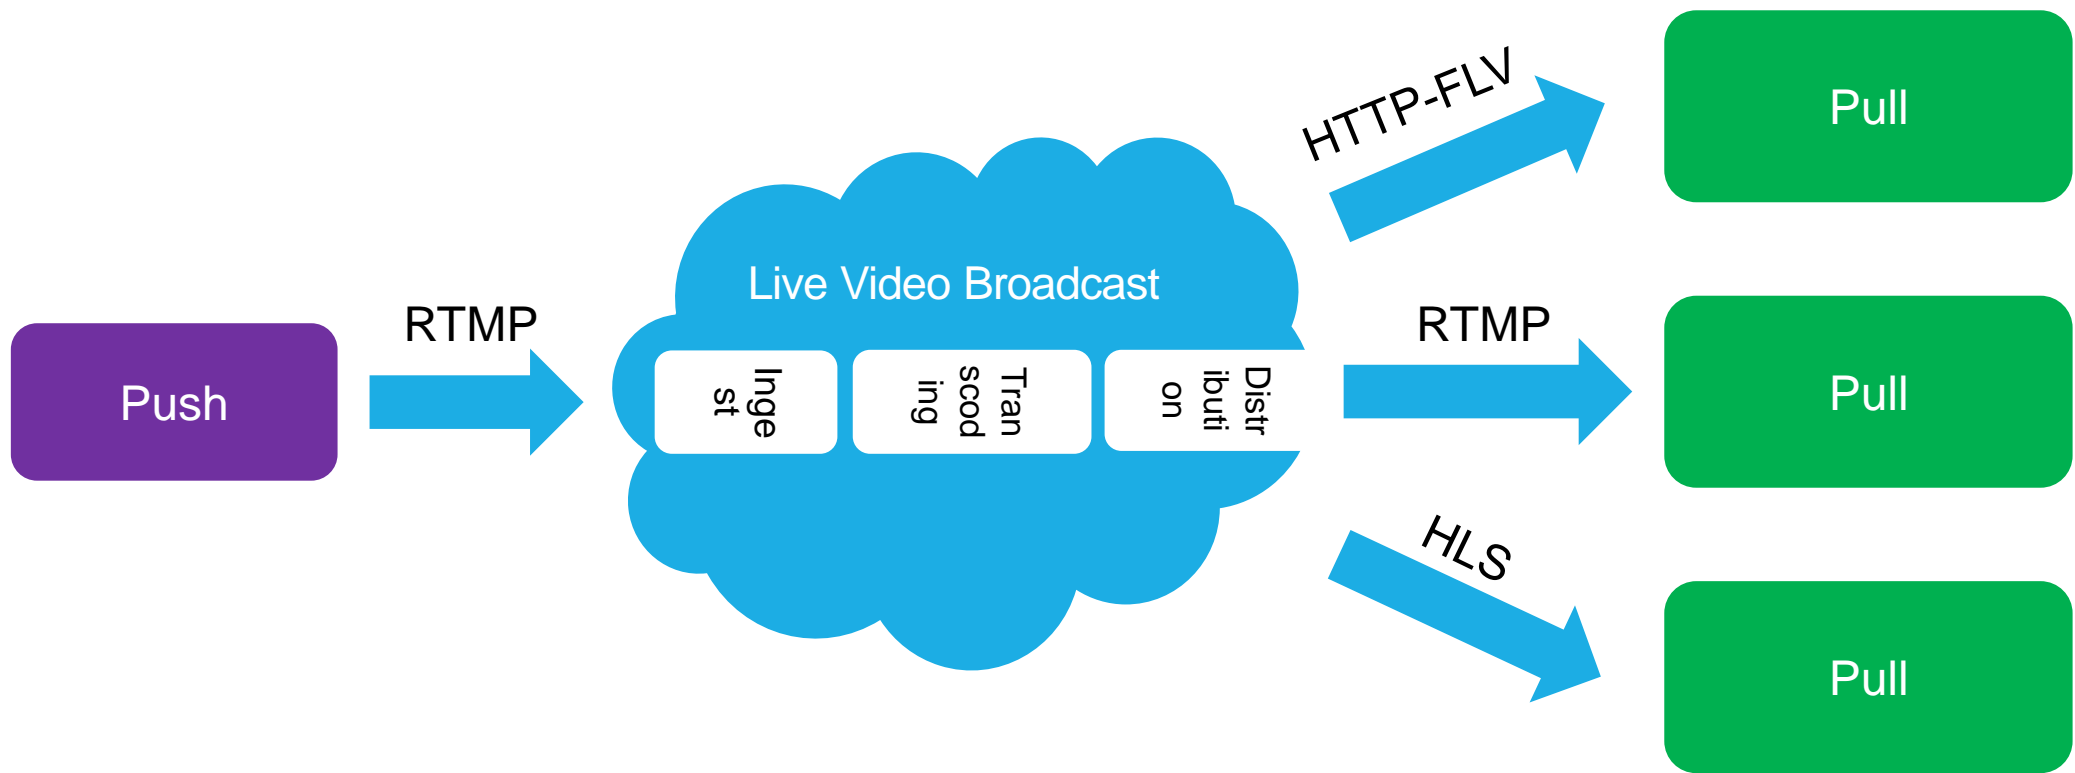 Push
RTMP
Live Video Broadcast
Inge
st
Tran
scod
ing
Distr
ibuti
on
HTTP-FLV
RTMP
HLS
Pull
Pull
Pull